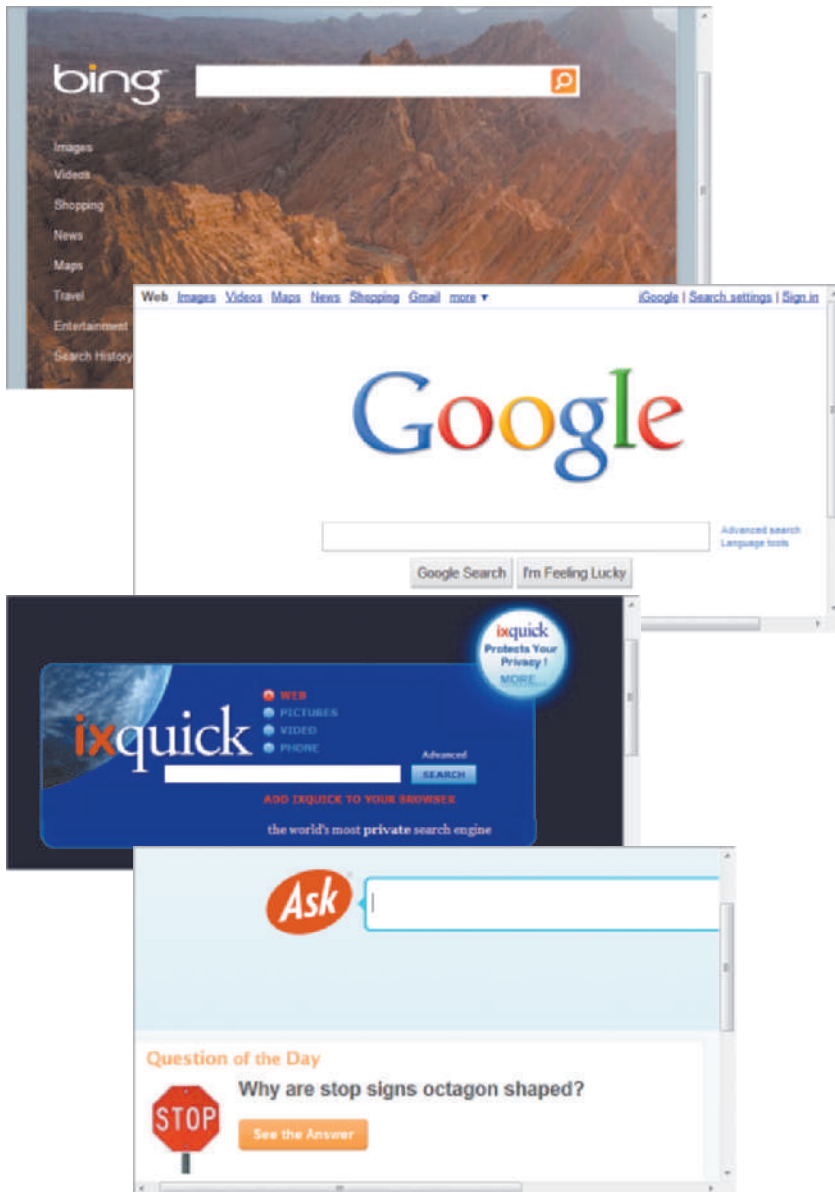 bing
Images
Videos
Shopping
News
Maps
Travel
Entertainment
Search History
Web Images Videos Maps News Shopping Gmail more ▼ iGoogle | Search settings | Sign in
Google
Advanced search
Language tools
Google Search I'm Feeling Lucky
ixquick
Protects Your
Privacy !
MORE...
ixquick
WEB
PICTURES
VIDEO
PHONE
Advanced
SEARCH
ADD IXQUICK TO YOUR BROWSER
the world's most private search engine
Ask
Question of the Day
Why are stop signs octagon shaped?
STOP
See the Answer